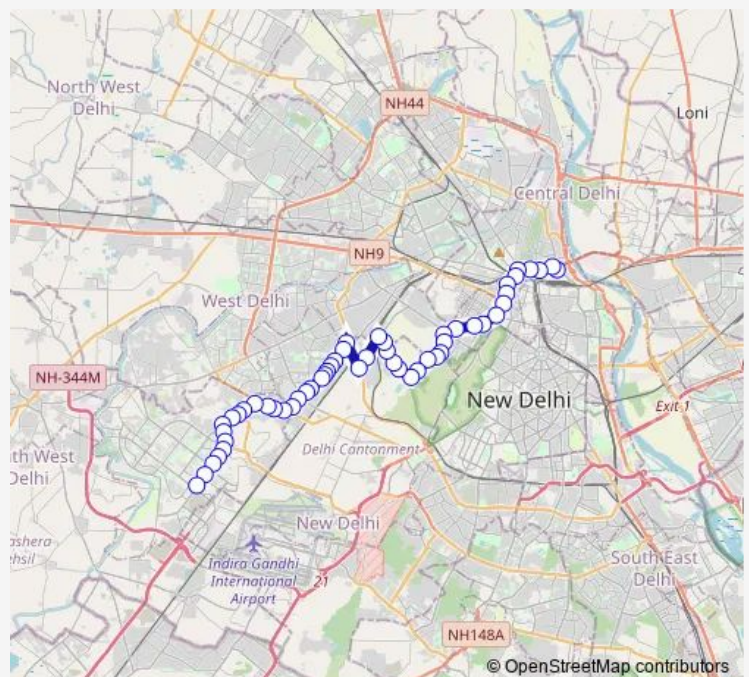 North West
Delhi
NH44
Loni
Central Delhi
NH9
West Delhi
NH-344M
New Delhi
Exit 1
Delhi Cantonment
th West
Delhi
New Delhi
ashera
ehsil
Indira Gandhi
International
Airport
21
South East
Delhi
NH148A
© OpenStreetMap contributors